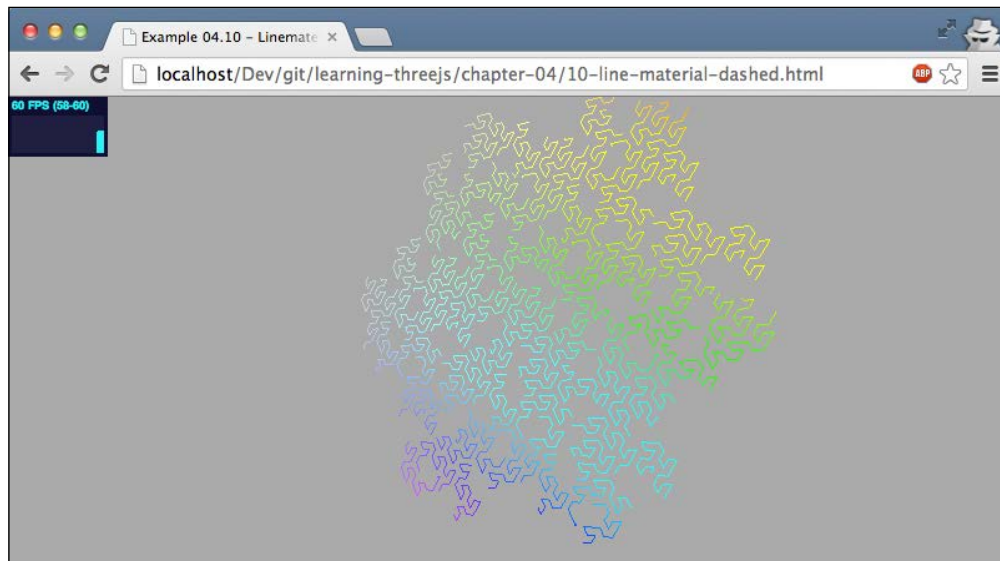 Example 04.10 - Linemate
localhost/Dev/git/learning-threejs/chapter-04/10-line-material-dashed.html
ABP
60 FPS (58-60)